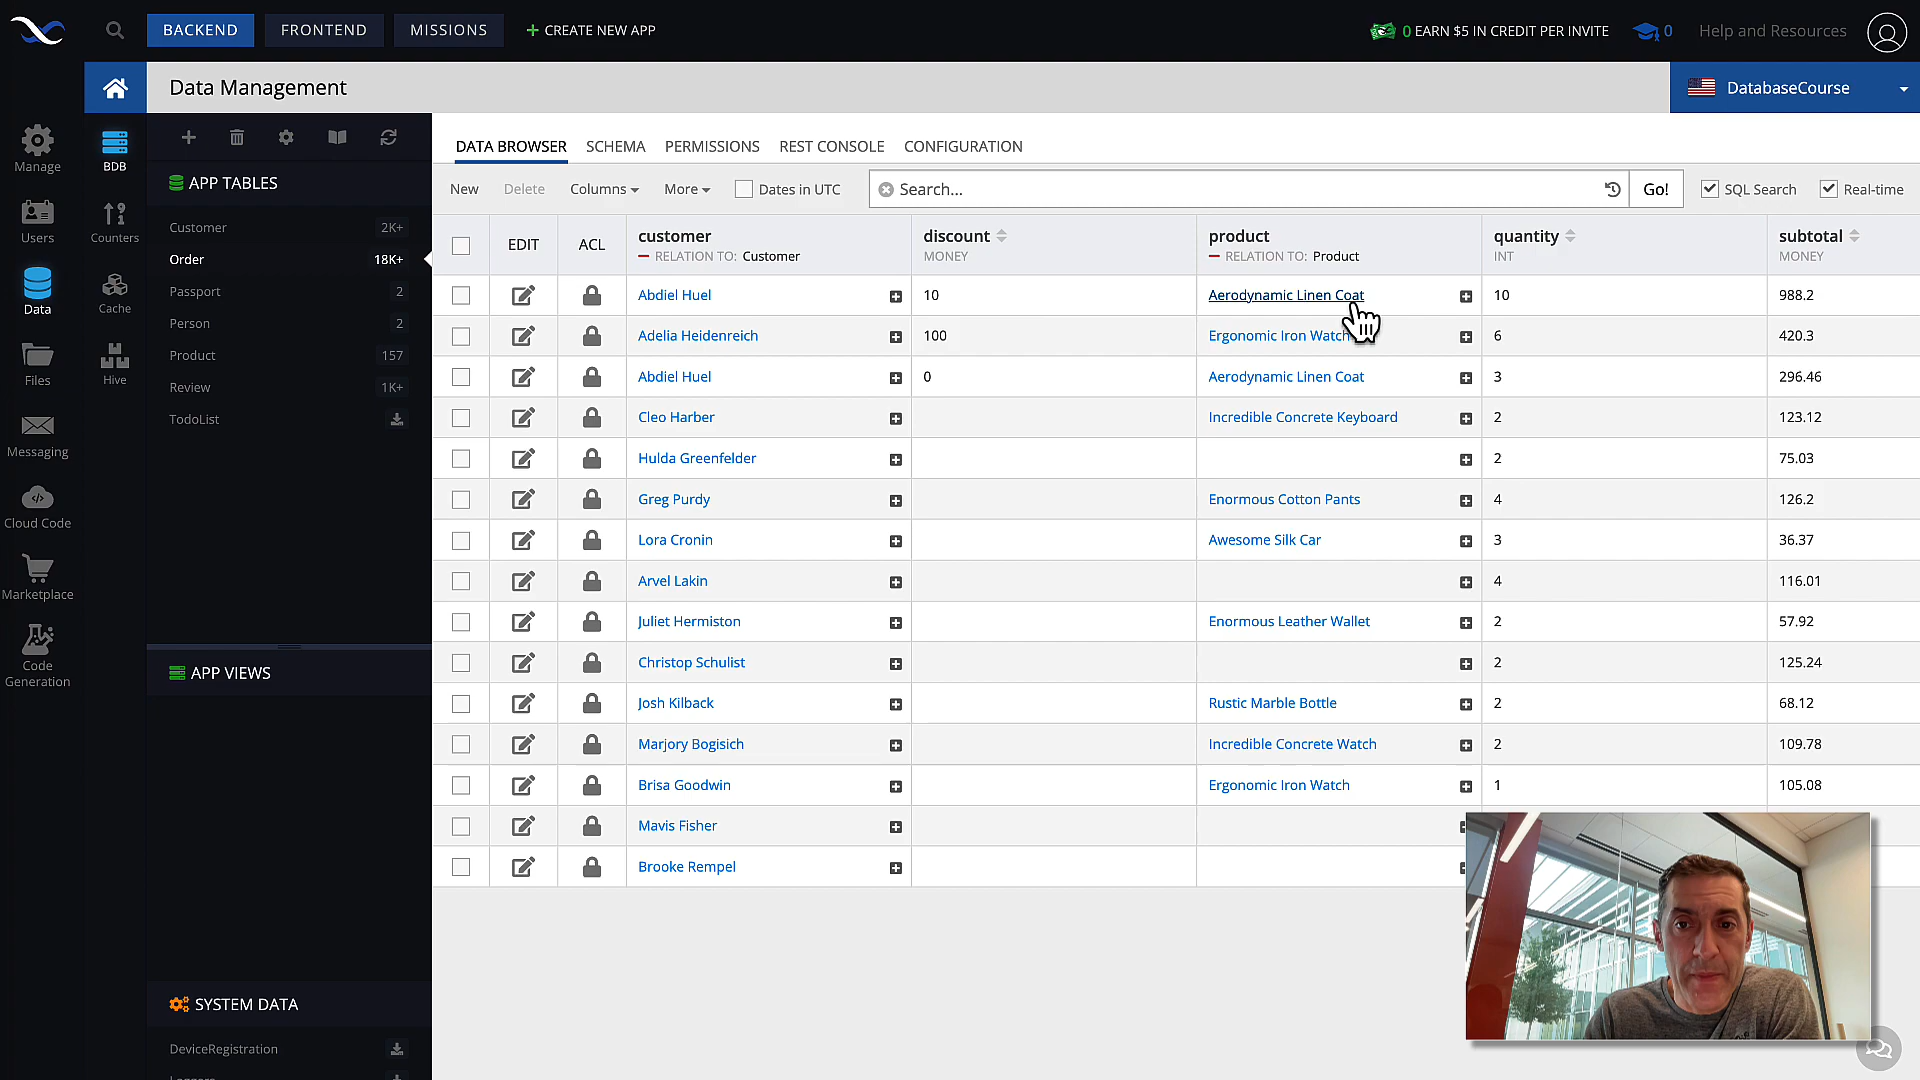 BACKEND FRONTEND MISSIONS + CREATE NEW APP 0 EARN $5 IN CREDIT PER INVITE 0 Help and Resources
Data Management DatabaseCourse
Manage
Users
Data
Files
Messaging
Cloud Code
Marketplace
Code
Generation
BDB
Counters
Cache
Hive
APP TABLES
Customer 2K+
Order 18K+
Passport 2
Person 2
Product 157
Review 1K+
TodoList
APP VIEWS
SYSTEM DATA
DeviceRegistration
DATA BROWSER SCHEMA PERMISSIONS REST CONSOLE CONFIGURATION
New Delete Columns More Dates in UTC Search... Go! SQL Search Real-time
EDIT ACL customer discount product quantity subtotal
RELATION TO: Customer MONEY RELATION TO: Product INT MONEY
Abdiel Huel 10 Aerodynamic Linen Coat 10 988.2
Adelia Heidenreich 100 Ergonomic Iron Watch 6 420.3
Abdiel Huel 0 Aerodynamic Linen Coat 3 296.46
Cleo Harber Incredible Concrete Keyboard 2 123.12
Hulda Greenfelder 2 75.03
Greg Purdy Enormous Cotton Pants 4 126.2
Lora Cronin Awesome Silk Car 3 36.37
Arvel Lakin 4 116.01
Juliet Hermiston Enormous Leather Wallet 2 57.92
Christop Schulist 2 125.24
Josh Kilback Rustic Marble Bottle 2 68.12
Marjory Bogisich Incredible Concrete Watch 2 109.78
Brisa Goodwin Ergonomic Iron Watch 1 105.08
Mavis Fisher
Brooke Rempel